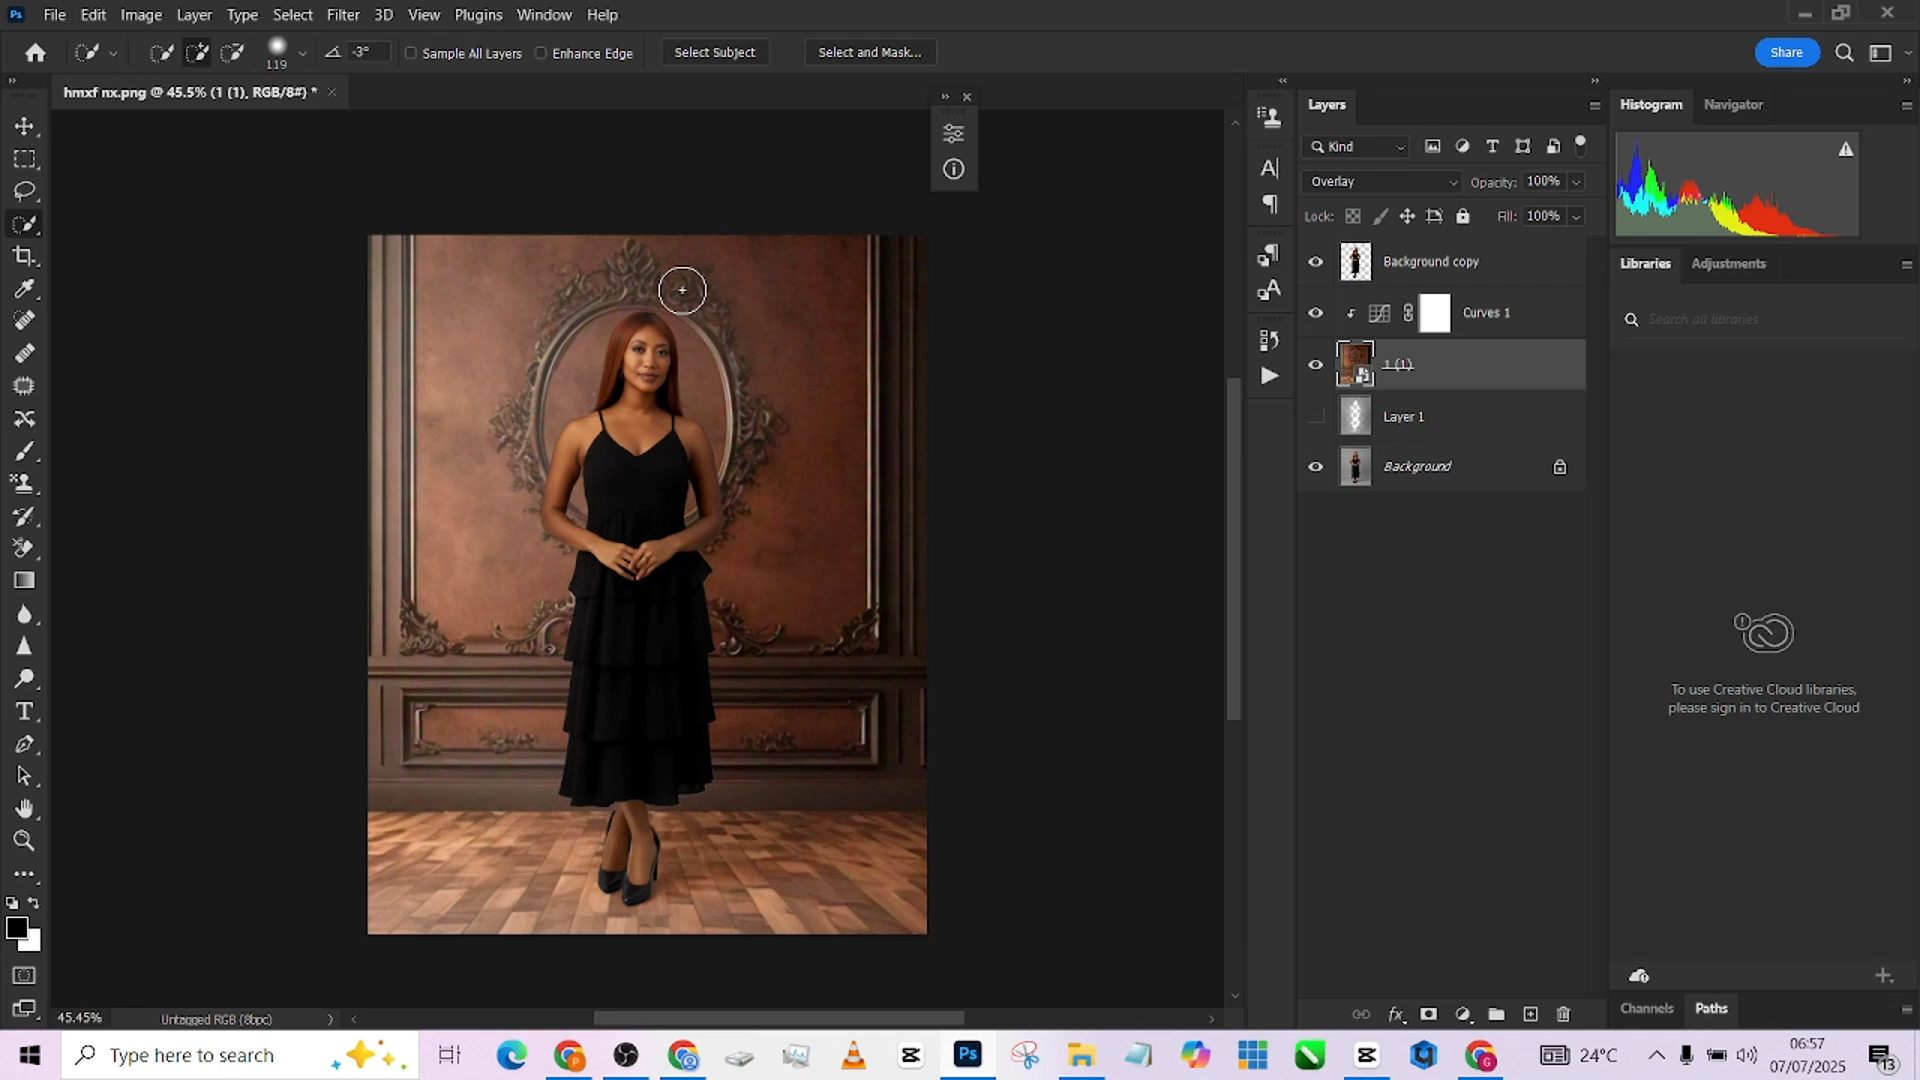 Ps File Edit Image Layer Type Select Filter 3D View Plugins Window Help
119 -3° Sample All Layers Enhance Edge Select Subject Select and Mask... Share
hmxf nx.png @ 45.5% (1 (1), RGB/8#) *
Layers
Kind
Overlay Opacity: 100%
Lock: Fill: 100%
Background copy
Curves 1
1 (1)
Layer 1
Background
Histogram Navigator
Libraries Adjustments
Search all libraries
To use Creative Cloud libraries,
please sign in to Creative Cloud
Channels Paths
45.45% Untagged RGB (8bpc)
Type here to search
Ps
24°C
06:57
07/07/2025
13